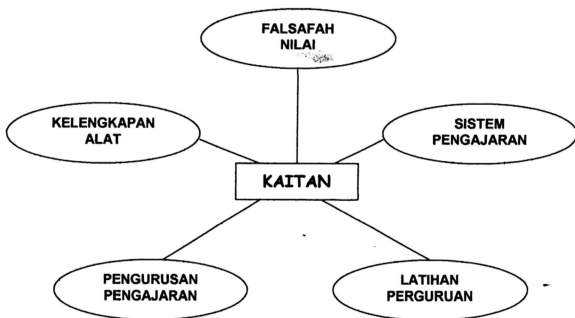 FALSAFAH
NILAI
KELENGKAPAN
ALAT
SISTEM
PENGAJARAN
KAITAN
PENGURUSAN
PENGAJARAN
LATIHAN
PERGURUAN